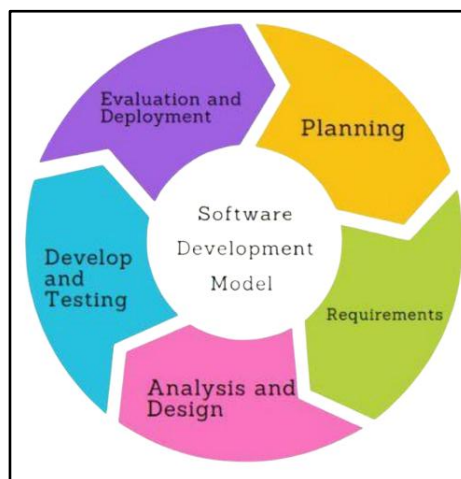 Software
Development
Model
Planning
Requirements
Analysis and
Design
Develop
and
Testing
Evaluation and
Deployment